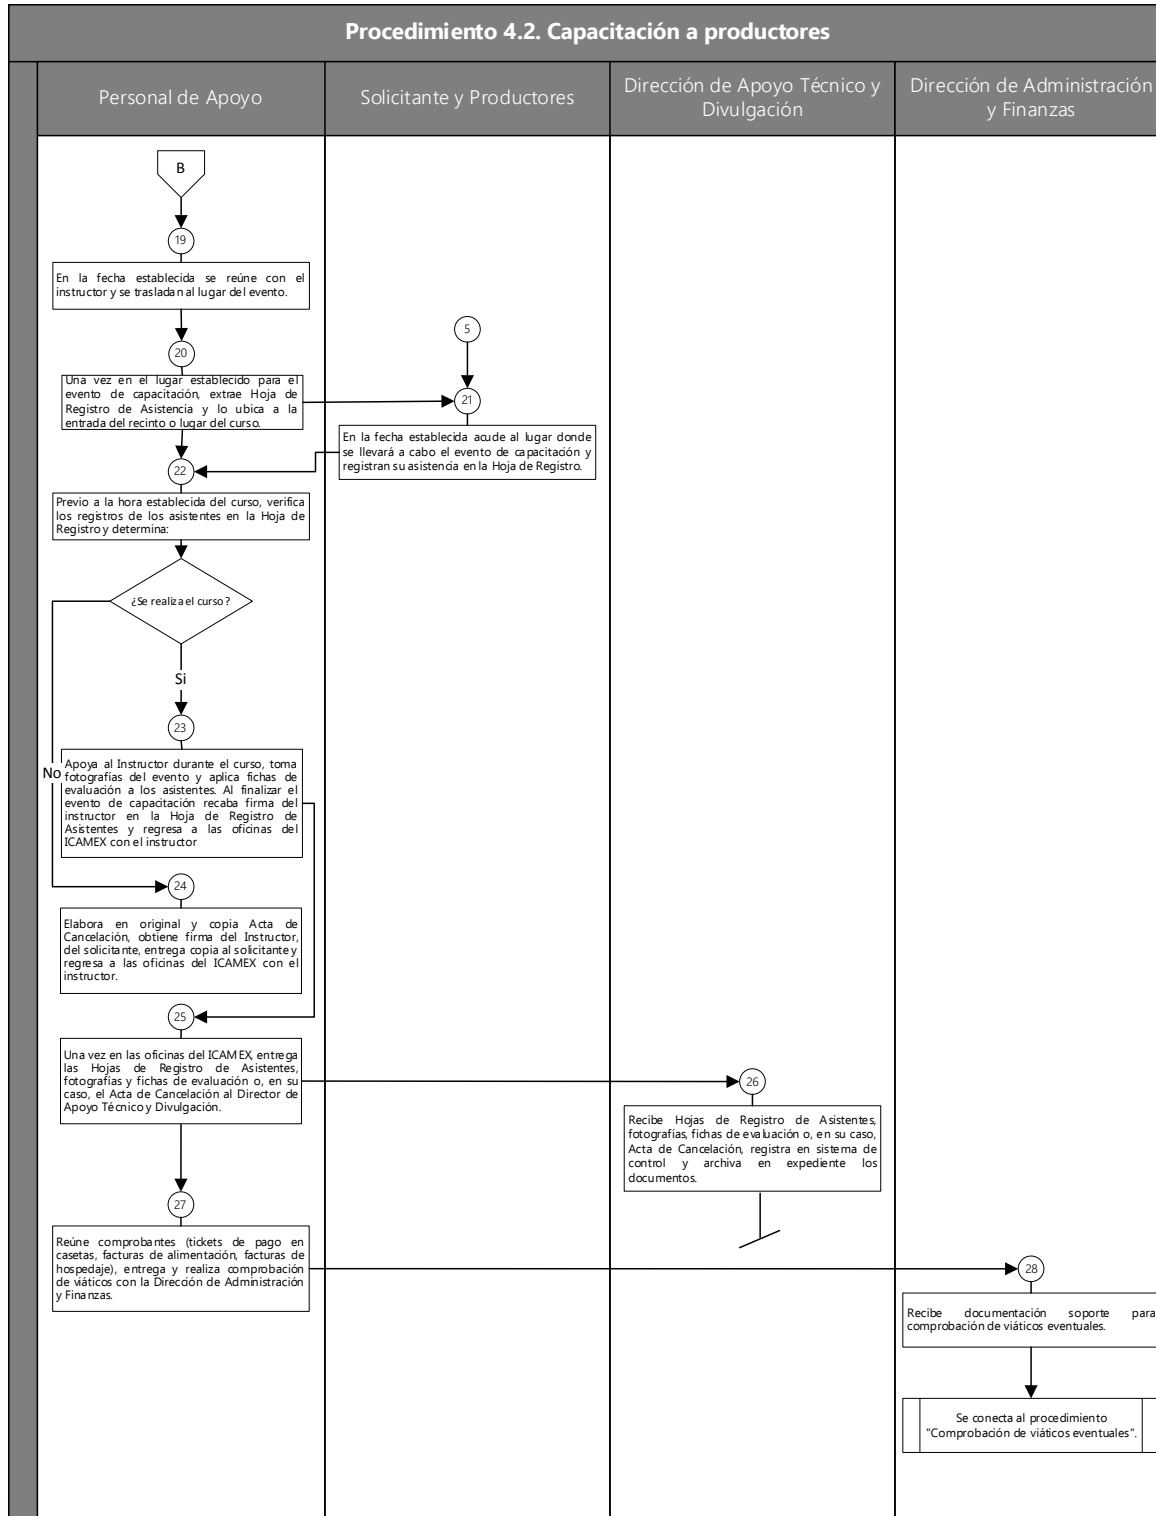 Procedimiento 4.2. Capacitación a productores
Personal de Apoyo
Solicitante y Productores
Dirección de Apoyo Técnico y
Divulgación
Dirección de Administración
y Finanzas
B
19
En la fecha establecida se reúne con el
instructor y se trasladan al lugar del evento.
20
Una vez en el lugar establecido para el
evento de capacitación, extrae Hoja de
Registro de Asistencia y lo ubica a la
entrada del recinto o lugar del curso.
5
21
En la fecha establecida acude al lugar donde
se llevará a cabo el evento de capacitación y
registran su asistencia en la Hoja de Registro.
22
Previo a la hora establecida del curso, verifica
los registros de los asistentes en la Hoja de
Registro y determina:
¿Se realiza el curso?
Si
No
23
Apoya al Instructor durante el curso, toma
fotografías del evento y aplica fichas de
evaluación a los asistentes. Al finalizar el
evento de capacitación recaba firma del
instructor en la Hoja de Registro de
Asistentes y regresa a las oficinas del
ICAMEX con el instructor
24
Elabora en original y copia Acta de
Cancelación, obtiene firma del Instructor,
del solicitante, entrega copia al solicitante y
regresa a las oficinas del ICAMEX con el
instructor.
25
Una vez en las oficinas del ICAMEX, entrega
las Hojas de Registro de Asistentes,
fotografías y fichas de evaluación o, en su
caso, el Acta de Cancelación al Director de
Apoyo Técnico y Divulgación.
26
Recibe Hojas de Registro de Asistentes,
fotografías, fichas de evaluación o, en su caso,
Acta de Cancelación, registra en sistema de
control y archiva en expediente los
documentos.
27
Reúne comprobantes (tickets de pago en
casetas, facturas de alimentación, facturas de
hospedaje), entrega y realiza comprobación
de viáticos con la Dirección de Administración
y Finanzas.
28
Recibe documentación soporte para
comprobación de viáticos eventuales.
Se conecta al procedimiento
"Comprobación de viáticos eventuales".